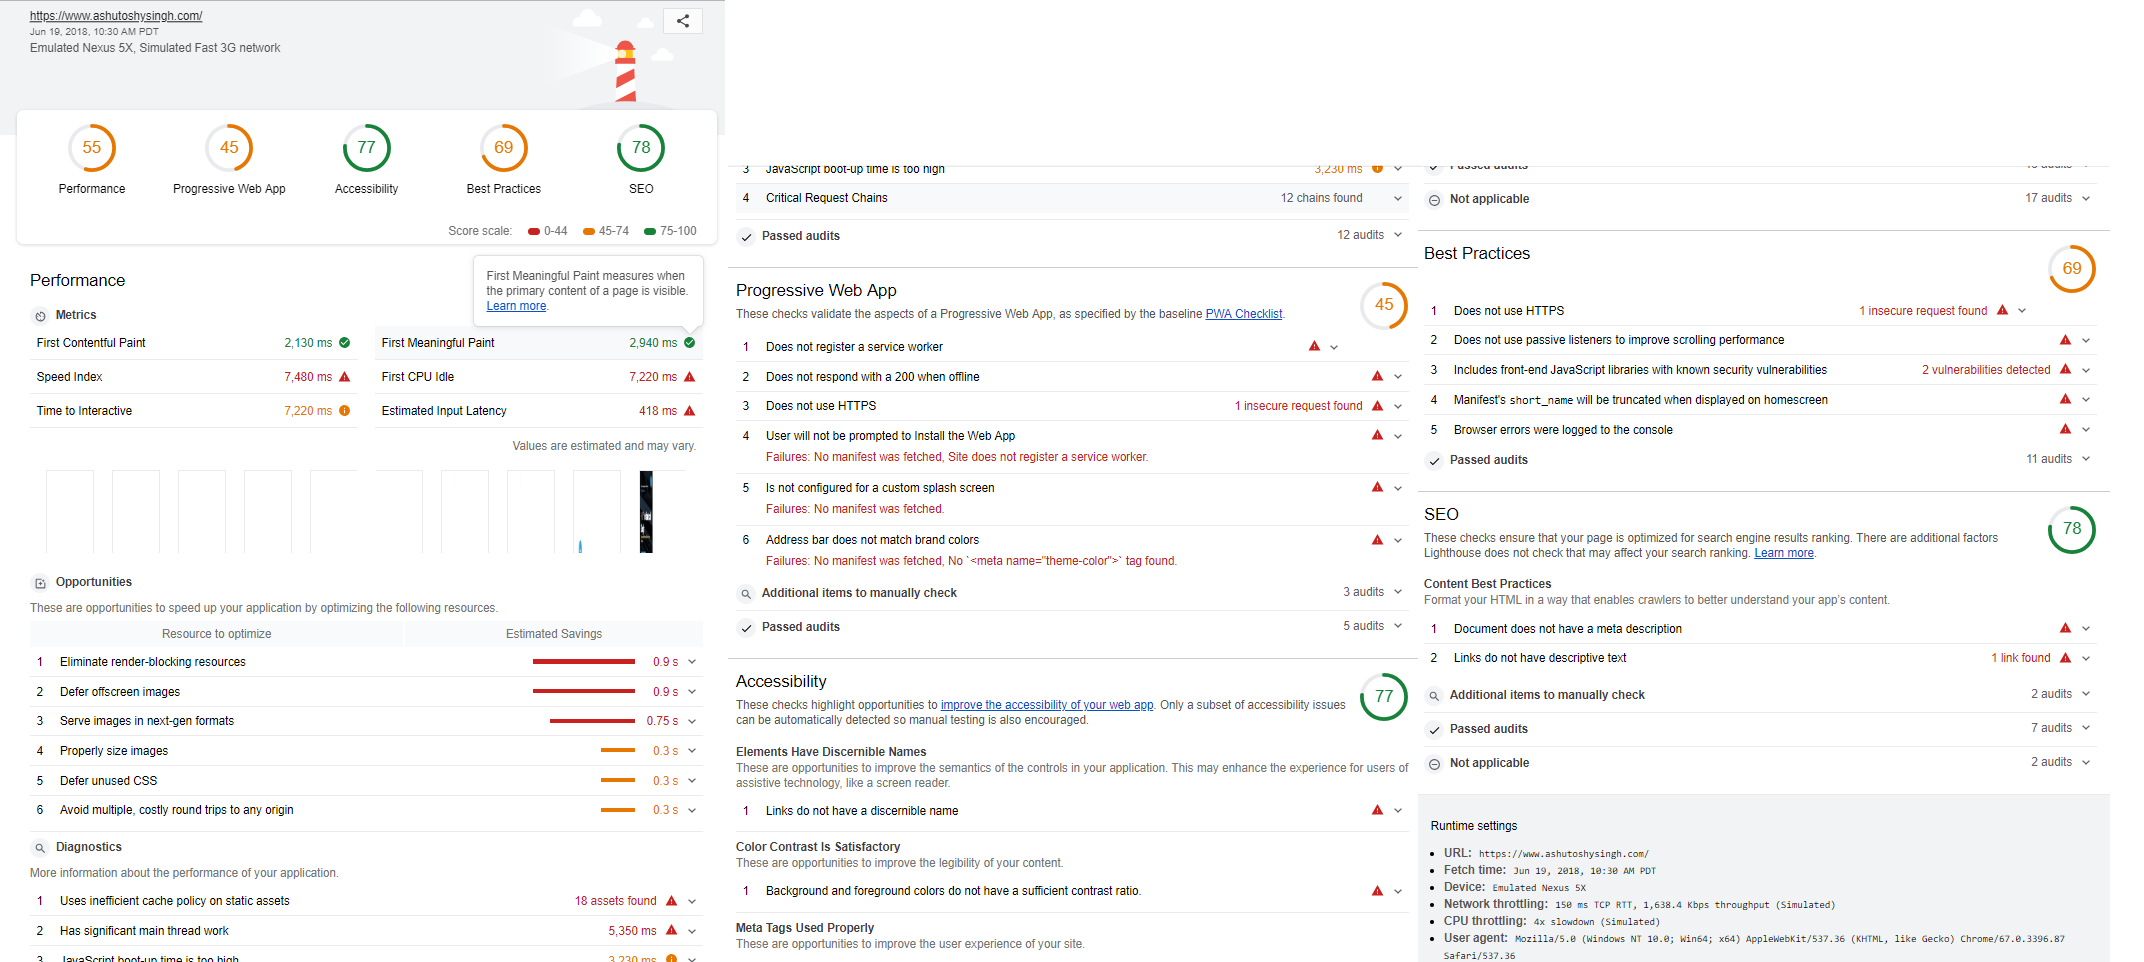 https://www.ashutoshysingh.com/
Jun 19, 2018, 10:30 AM PDT
Emulated Nexus 5X, Simulated Fast 3G network
55
45
77
69
78
Performance
Progressive Web App
Accessibility
Best Practices
SEO
Score scale:
0-44
45-74
75-100
Performance
First Meaningful Paint measures when
the primary content of a page is visible.
Learn more.
Metrics
First Contentful Paint 2,130 ms
First Meaningful Paint 2,940 ms
Speed Index 7,480 ms
First CPU Idle 7,220 ms
Time to Interactive 7,220 ms
Estimated Input Latency 418 ms
Values are estimated and may vary.
Opportunities
These are opportunities to speed up your application by optimizing the following resources.
Resource to optimize Estimated Savings
1 Eliminate render-blocking resources 0.9 s
2 Defer offscreen images 0.9 s
3 Serve images in next-gen formats 0.75 s
4 Properly size images 0.3 s
5 Defer unused CSS 0.3 s
6 Avoid multiple, costly round trips to any origin 0.3 s
Diagnostics
More information about the performance of your application.
1 Uses inefficient cache policy on static assets 18 assets found
2 Has significant main thread work 5,350 ms
3 JavaScript boot-up time is too high 3,230 ms
3 JavaScript boot-up time is too high 3,230 ms
4 Critical Request Chains 12 chains found
Passed audits 12 audits
Progressive Web App
45
These checks validate the aspects of a Progressive Web App, as specified by the baseline PWA Checklist.
1 Does not register a service worker
2 Does not respond with a 200 when offline
3 Does not use HTTPS 1 insecure request found
4 User will not be prompted to Install the Web App
Failures: No manifest was fetched, Site does not register a service worker.
5 Is not configured for a custom splash screen
Failures: No manifest was fetched.
6 Address bar does not match brand colors
Failures: No manifest was fetched, No `<meta name="theme-color">` tag found.
Additional items to manually check 3 audits
Passed audits 5 audits
Accessibility
77
These checks highlight opportunities to improve the accessibility of your web app. Only a subset of accessibility issues
can be automatically detected so manual testing is also encouraged.
Elements Have Discernible Names
These are opportunities to improve the semantics of the controls in your application. This may enhance the experience for users of
assistive technology, like a screen reader.
1 Links do not have a discernible name
Color Contrast Is Satisfactory
These are opportunities to improve the legibility of your content.
1 Background and foreground colors do not have a sufficient contrast ratio.
Meta Tags Used Properly
These are opportunities to improve the user experience of your site.
Passed audits audits
Not applicable 17 audits
Best Practices
69
1 Does not use HTTPS 1 insecure request found
2 Does not use passive listeners to improve scrolling performance
3 Includes front-end JavaScript libraries with known security vulnerabilities 2 vulnerabilities detected
4 Manifest's short_name will be truncated when displayed on homescreen
5 Browser errors were logged to the console
Passed audits 11 audits
SEO
78
These checks ensure that your page is optimized for search engine results ranking. There are additional factors
Lighthouse does not check that may affect your search ranking. Learn more.
Content Best Practices
Format your HTML in a way that enables crawlers to better understand your app's content.
1 Document does not have a meta description
2 Links do not have descriptive text 1 link found
Additional items to manually check 2 audits
Passed audits 7 audits
Not applicable 2 audits
Runtime settings
URL: https://www.ashutoshysingh.com/
Fetch time: Jun 19, 2018, 10:30 AM PDT
Device: Emulated Nexus 5X
Network throttling: 150 ms TCP RTT, 1,638.4 Kbps throughput (Simulated)
CPU throttling: 4x slowdown (Simulated)
User agent: Mozilla/5.0 (Windows NT 10.0; Win64; x64) AppleWebKit/537.36 (KHTML, like Gecko) Chrome/67.0.3396.87
Safari/537.36